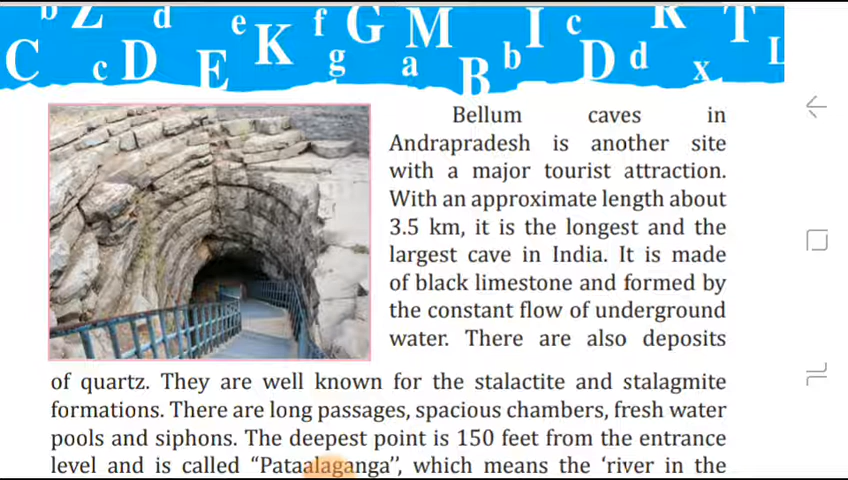 b Z d e f G M I c R T
C c D E K g a B b D d x L
Bellum caves in
Andrapradesh is another site
with a major tourist attraction.
With an approximate length about
3.5 km, it is the longest and the
largest cave in India. It is made
of black limestone and formed by
the constant flow of underground
water. There are also deposits
of quartz. They are well known for the stalactite and stalagmite
formations. There are long passages, spacious chambers, fresh water
pools and siphons. The deepest point is 150 feet from the entrance
level and is called “Pataalaganga”, which means the ‘river in the